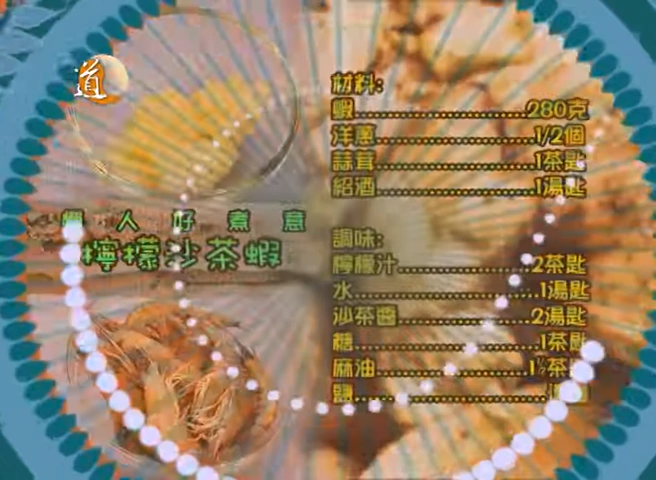 道
懶人好煮意
檸檬沙茶蝦
材料:
蝦........................280克
洋蔥........................1/2個
蒜茸........................1茶匙
紹酒........................1湯匙
調味:
檸檬汁........................2茶匙
水........................1湯匙
沙茶醬........................2湯匙
糖........................1茶匙
麻油........................1½茶
鹽........................